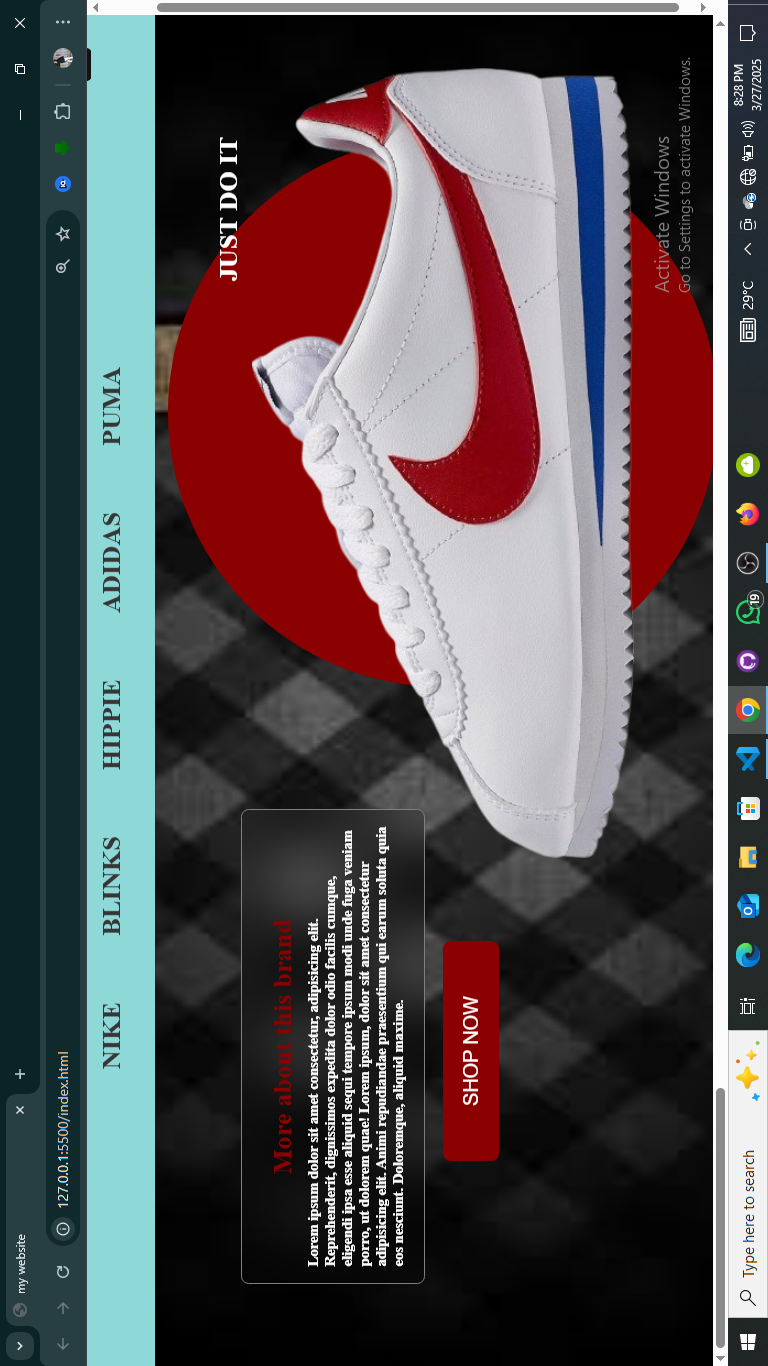 my website
127.0.0.1:5500/index.html
NIKE
BLINKS
HIPPIE
ADIDAS
PUMA
JUST DO IT
More about this brand
Lorem ipsum dolor sit amet consectetur, adipisicing elit.
Reprehenderit, dignissimos expedita dolor odio facilis cumque,
eligendi ipsa esse aliquid sequi tempore ipsum modi unde fuga veniam
porro, ut dolorem quae! Lorem ipsum, dolor sit amet consectetur
adipisicing elit. Animi repudiandae praesentium qui earum soluta quia
eos nesciunt. Doloremque, aliquid maxime.
SHOP NOW
Activate Windows
Go to Settings to activate Windows.
Type here to search
19
29°C
8:28 PM
3/27/2025